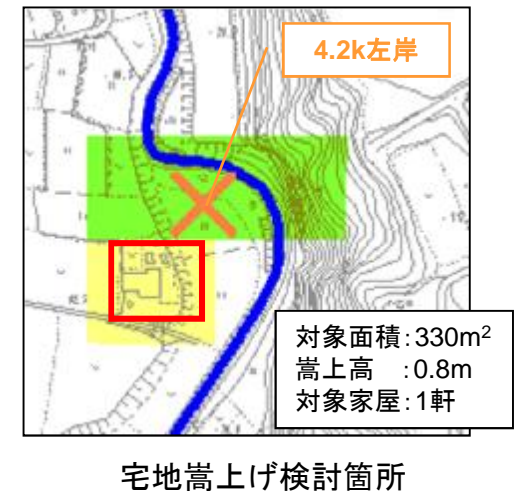 4.2k左岸
対象面積:330m²
嵩上高 :0.8m
対象家屋:1軒
宅地嵩上げ検討箇所